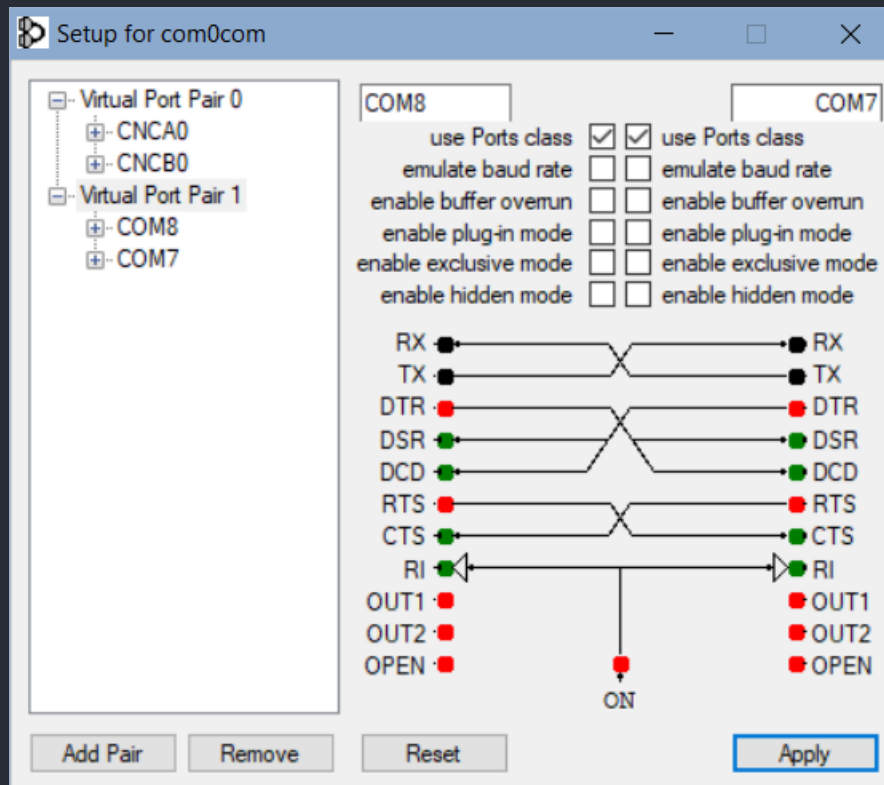 Setup for com0com
Virtual Port Pair 0
CNCA0
CNCB0
Virtual Port Pair 1
COM8
COM7
COM8 COM7
use Ports class use Ports class
emulate baud rate emulate baud rate
enable buffer overrun enable buffer overrun
enable plug-in mode enable plug-in mode
enable exclusive mode enable exclusive mode
enable hidden mode enable hidden mode
RX RX
TX TX
DTR DTR
DSR DSR
DCD DCD
RTS RTS
CTS CTS
RI RI
OUT1 OUT1
OUT2 OUT2
OPEN OPEN
ON
Add Pair Remove Reset Apply